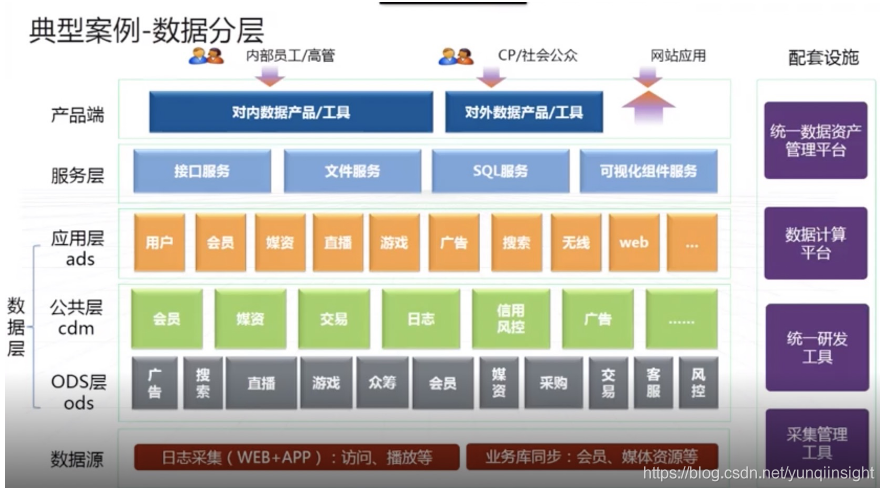 典型案例-数据分层
内部员工/高管
CP/社会公众
网站应用
配套设施
产品端
对内数据产品/工具
对外数据产品/工具
服务层
接口服务
文件服务
SQL服务
可视化组件服务
数据层
应用层
ads
用户
会员
媒资
直播
游戏
广告
搜索
无线
web
...
公共层
cdm
会员
媒资
交易
日志
信用
风控
广告
......
ODS层
ods
广告
搜索
直播
游戏
众筹
会员
媒资
采购
交易
客服
风控
数据源
日志采集（WEB+APP）：访问、播放等
业务库同步：会员、媒体资源等
统一数据资产
管理平台
数据计算
平台
统一研发
工具
采集管理
工具
https://blog.csdn.net/yunqiinsight